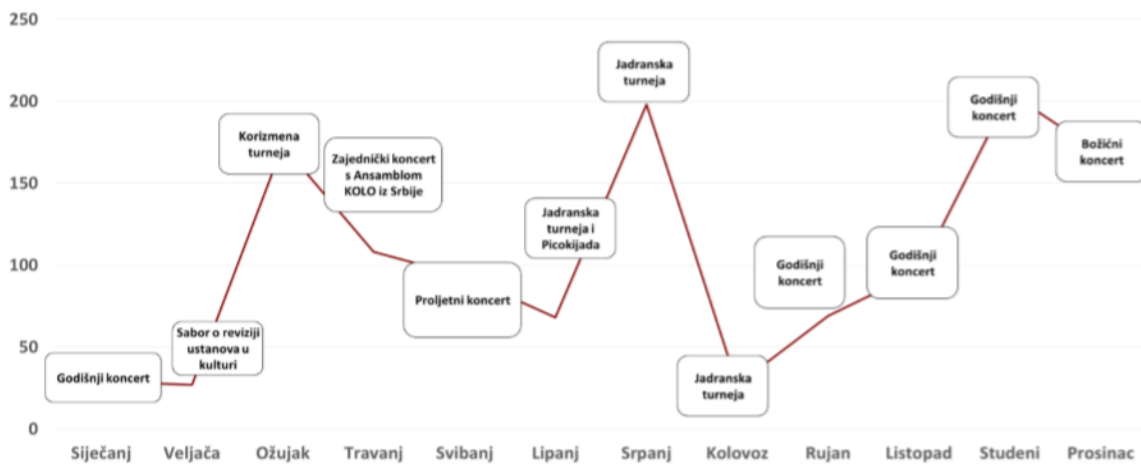 250
200
150
100
50
0
Godišnji koncert
Sabor o reviziji
ustanova u
kulturi
Korizmena
turneja
Zajednički koncert
s Ansamblom
KOLO iz Srbije
Proljetni koncert
Jadranska
turneja i
Picokijada
Jadranska
turneja
Jadranska
turneja
Godišnji
koncert
Godišnji
koncert
Godišnji
koncert
Božićni
koncert
Siječanj Veljača Ožujak Travanj Svibanj Lipanj Srpanj Kolovoz Rujan Listopad Studeni Prosinac